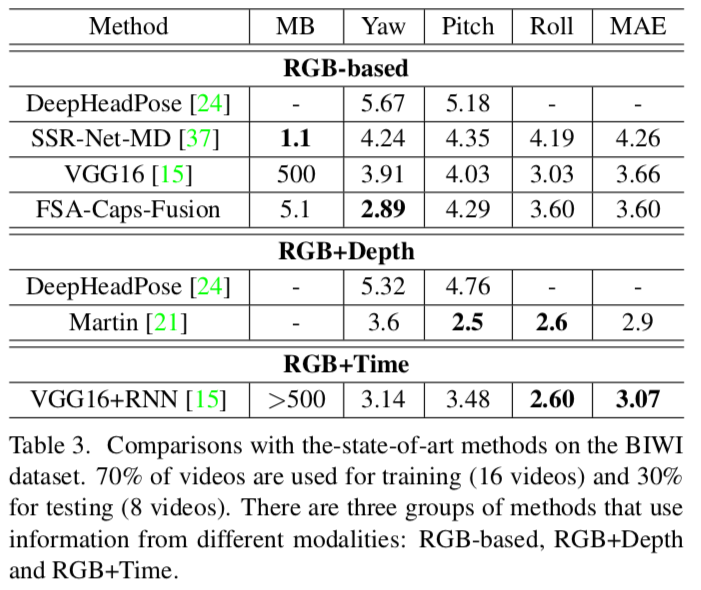 Method MB Yaw Pitch Roll MAE
RGB-based
DeepHeadPose [24] - 5.67 5.18 - -
SSR-Net-MD [37] 1.1 4.24 4.35 4.19 4.26
VGG16 [15] 500 3.91 4.03 3.03 3.66
FSA-Caps-Fusion 5.1 2.89 4.29 3.60 3.60
RGB+Depth
DeepHeadPose [24] - 5.32 4.76 - -
Martin [21] - 3.6 2.5 2.6 2.9
RGB+Time
VGG16+RNN [15] >500 3.14 3.48 2.60 3.07
Table 3. Comparisons with the-state-of-art methods on the BIWI
dataset. 70% of videos are used for training (16 videos) and 30%
for testing (8 videos). There are three groups of methods that use
information from different modalities: RGB-based, RGB+Depth
and RGB+Time.